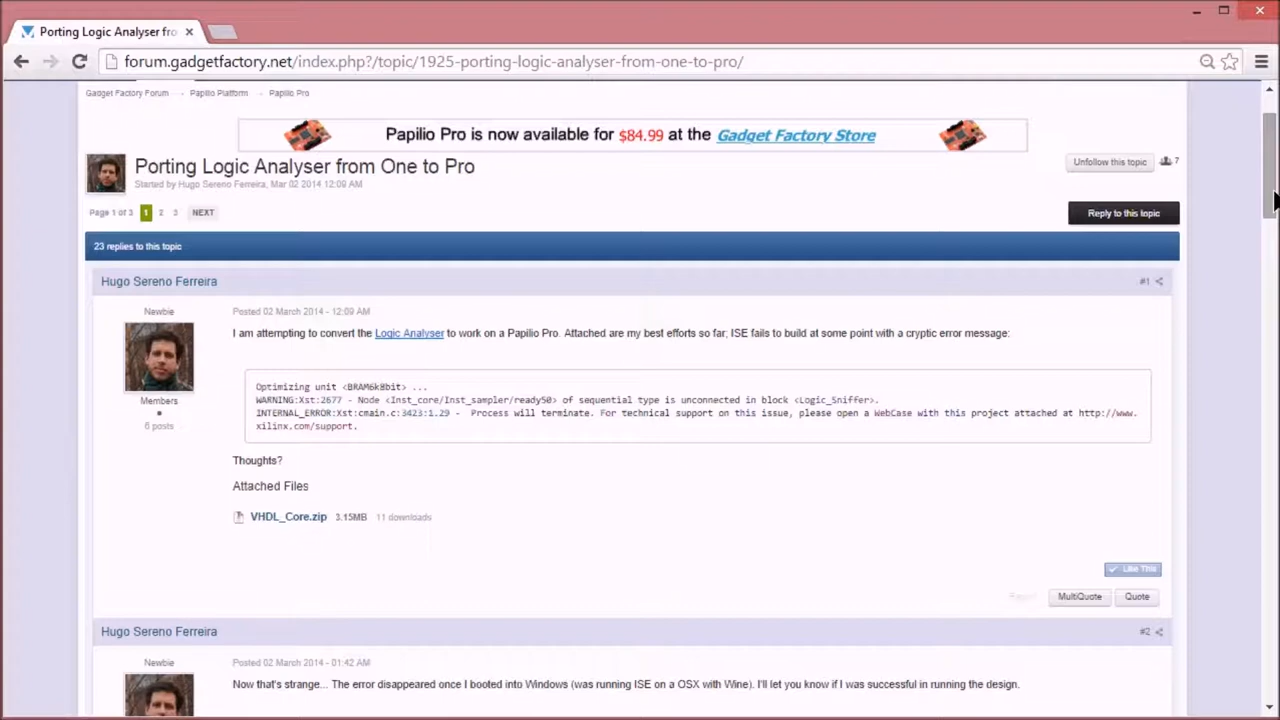 Porting Logic Analyser fro
forum.gadgetfactory.net/index.php?/topic/1925-porting-logic-analyser-from-one-to-pro/
Gadget Factory Forum → Papilio Platform → Papilio Pro
Papilio Pro is now available for $84.99 at the Gadget Factory Store
Porting Logic Analyser from One to Pro
Started by Hugo Sereno Ferreira, Mar 02 2014 12:09 AM
Unfollow this topic 7
Page 1 of 3 1 2 3 NEXT
Reply to this topic
23 replies to this topic
Hugo Sereno Ferreira #1
Newbie
Posted 02 March 2014 - 12:09 AM
I am attempting to convert the Logic Analyser to work on a Papilio Pro. Attached are my best efforts so far; ISE fails to build at some point with a cryptic error message:
Optimizing unit <BRAM6k8bit> ...
WARNING:Xst:2677 - Node <Inst_core/Inst_sampler/ready50> of sequential type is unconnected in block <Logic_Sniffer>.
INTERNAL_ERROR:Xst:cmain.c:3423:1.29 - Process will terminate. For technical support on this issue, please open a WebCase with this project attached at http://www.
xilinx.com/support.
Members
●
6 posts
Thoughts?
Attached Files
VHDL_Core.zip 3.15MB 11 downloads
Like This
MultiQuote Quote
Hugo Sereno Ferreira #2
Newbie
Posted 02 March 2014 - 01:42 AM
Now that's strange... The error disappeared once I booted into Windows (was running ISE on a OSX with Wine). I'll let you know if I was successful in running the design.